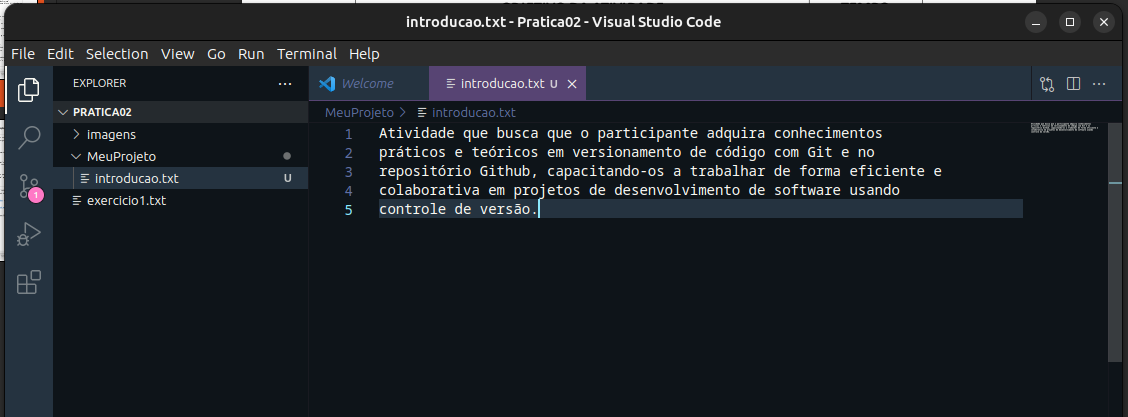 introducao.txt - Pratica02 - Visual Studio Code
File Edit Selection View Go Run Terminal Help
EXPLORER
Welcome
introducao.txt U
PRATICA02
MeuProjeto > introducao.txt
imagens
MeuProjeto
introducao.txt U
exercicio1.txt
1
1 Atividade que busca que o participante adquira conhecimentos
2 práticos e teóricos em versionamento de código com Git e no
3 repositório Github, capacitando-os a trabalhar de forma eficiente e
4 colaborativa em projetos de desenvolvimento de software usando
5 controle de versão.